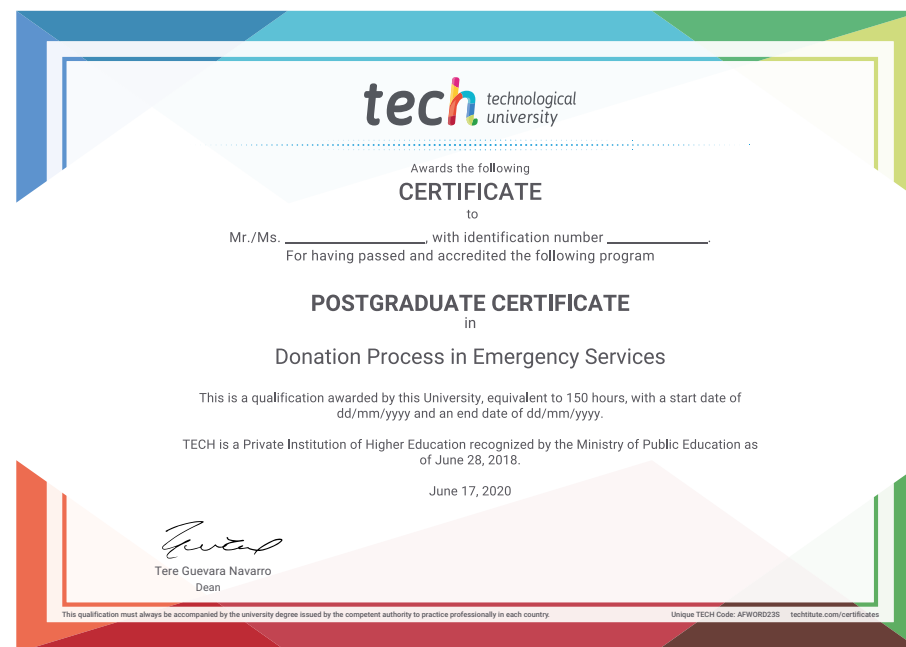 tech technological
university
Awards the following
CERTIFICATE
to
Mr./Ms. ____________________, with identification number ______________.
For having passed and accredited the following program
POSTGRADUATE CERTIFICATE
in
Donation Process in Emergency Services
This is a qualification awarded by this University, equivalent to 150 hours, with a start date of
dd/mm/yyyy and an end date of dd/mm/yyyy.
TECH is a Private Institution of Higher Education recognized by the Ministry of Public Education as
of June 28, 2018.
June 17, 2020
Tere Guevara Navarro
Dean
This qualification must always be accompanied by the university degree issued by the competent authority to practice professionally in each country. Unique TECH Code: AFWORD23S techtitute.com/certificates